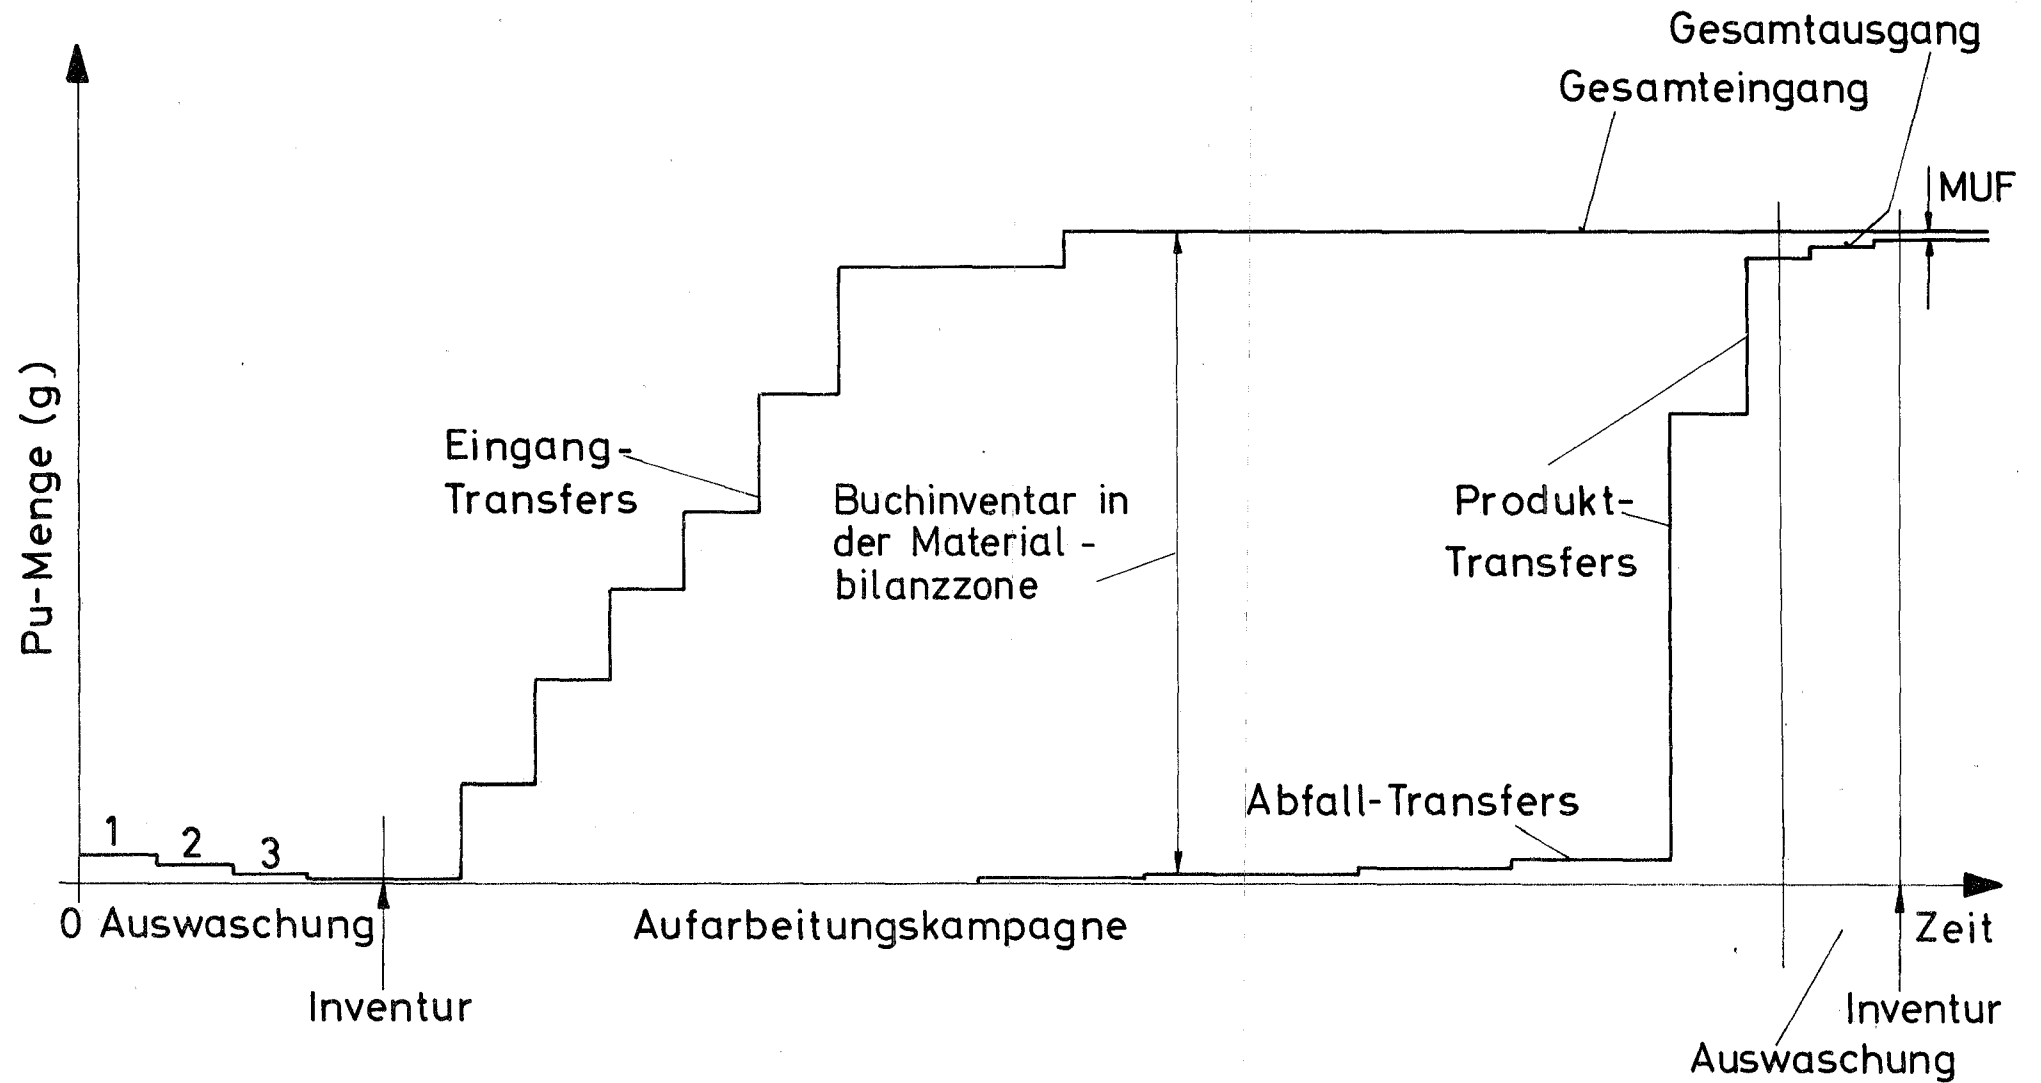 Gesamtausgang
Gesamteingang
MUF
Pu-Menge (g)
Eingang-
Transfers
Buchinventar in
der Material-
bilanzzone
Produkt-
Transfers
Abfall-Transfers
1
2
3
0 Auswaschung
Aufarbeitungskampagne
Zeit
Inventur
Inventur
Auswaschung